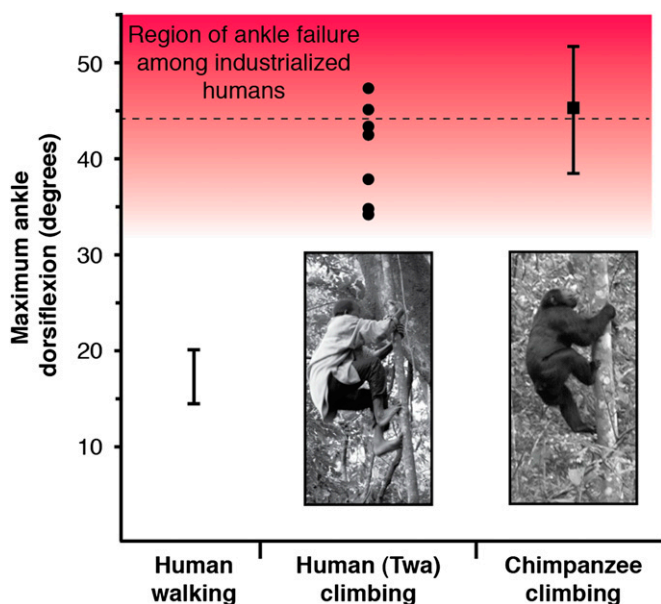 Region of ankle failure
among industrialized
humans
Maximum ankle
dorsiflexion (degrees)
50
40
30
20
10
Human
walking
Human (Twa)
climbing
Chimpanzee
climbing